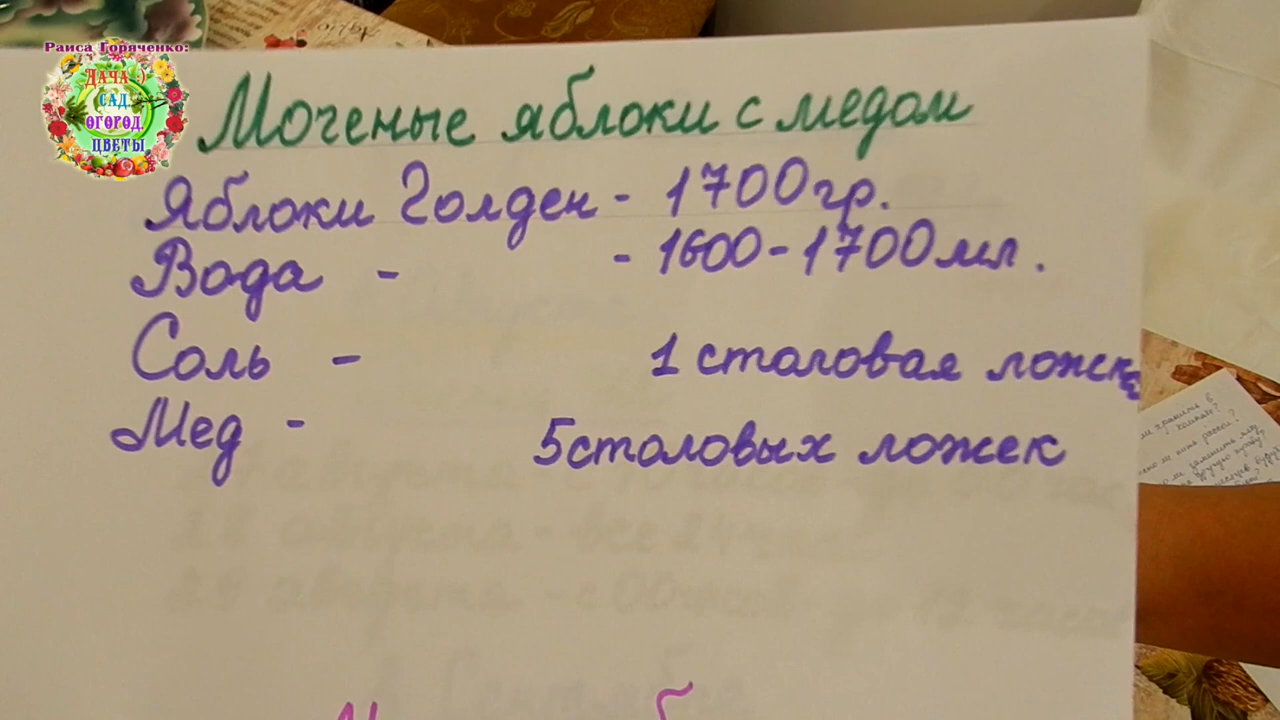 Раиса Горяченко:
Дача :)
сад,
огород,
цветы
Моченые яблоки с медом
Яблоки Голден - 1700гр.
Вода - - 1600-1700мл.
Соль - 1 столовая ложка
Мед - 5столовых ложек